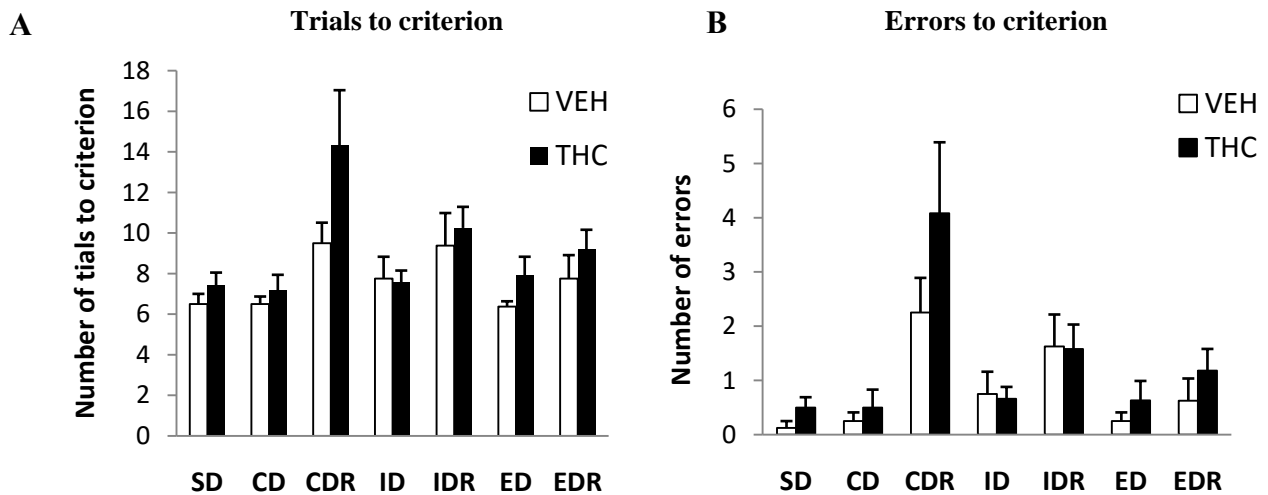 A
Trials to criterion
Number of tials to criterion
18
16
14
12
10
8
6
4
2
0
VEH
THC
SD CD CDR ID IDR ED EDR
B
Errors to criterion
Number of errors
6
5
4
3
2
1
0
VEH
THC
SD CD CDR ID IDR ED EDR